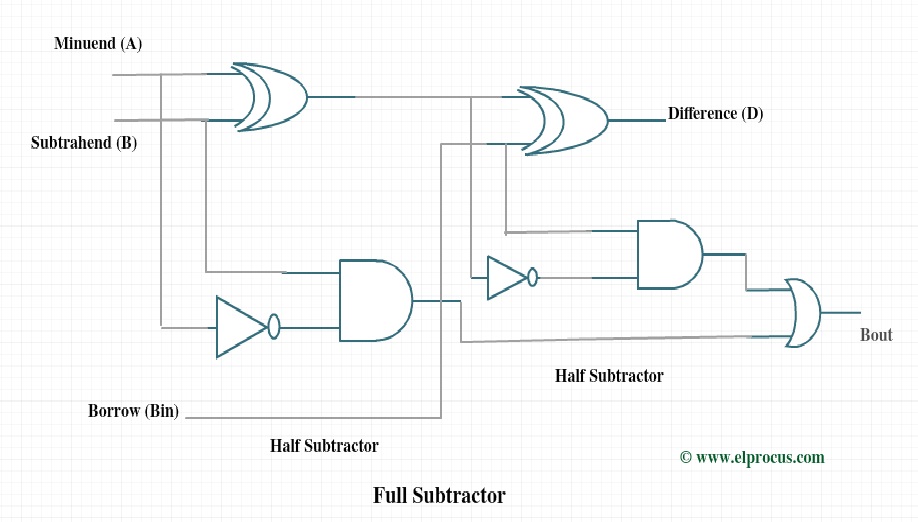 Minuend (A)
Subtrahend (B)
Difference (D)
Bout
Half Subtractor
Borrow (Bin)
Half Subtractor
© www.elprocus.com
Full Subtractor